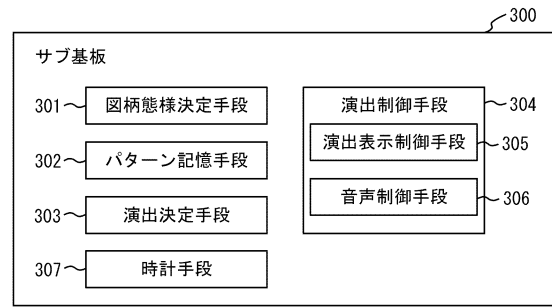 300
サブ基板
301
図柄態様決定手段
302
パターン記憶手段
303
演出決定手段
307
時計手段
演出制御手段
304
演出表示制御手段
305
音声制御手段
306